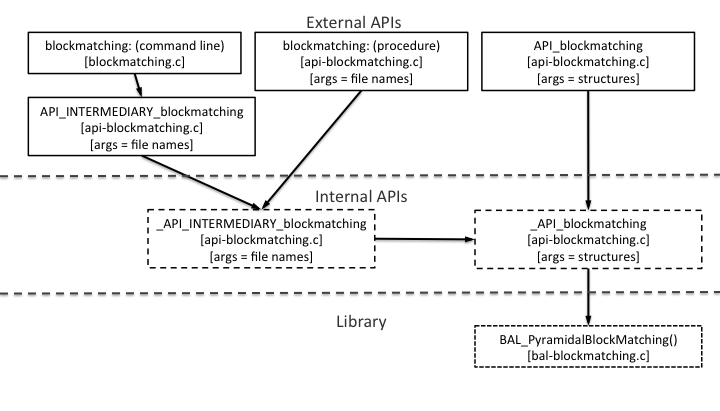 External APIs
blockmatching: (command line)
[blockmatching.c]
blockmatching: (procedure)
[api-blockmatching.c]
[args = file names]
API_blockmatching
[api-blockmatching.c]
[args = structures]
API_INTERMEDIARY_blockmatching
[api-blockmatching.c]
[args = file names]
Internal APIs
_API_INTERMEDIARY_blockmatching
[api-blockmatching.c]
[args = file names]
_API_blockmatching
[api-blockmatching.c]
[args = structures]
Library
BAL_PyramidalBlockMatching()
[bal-blockmatching.c]